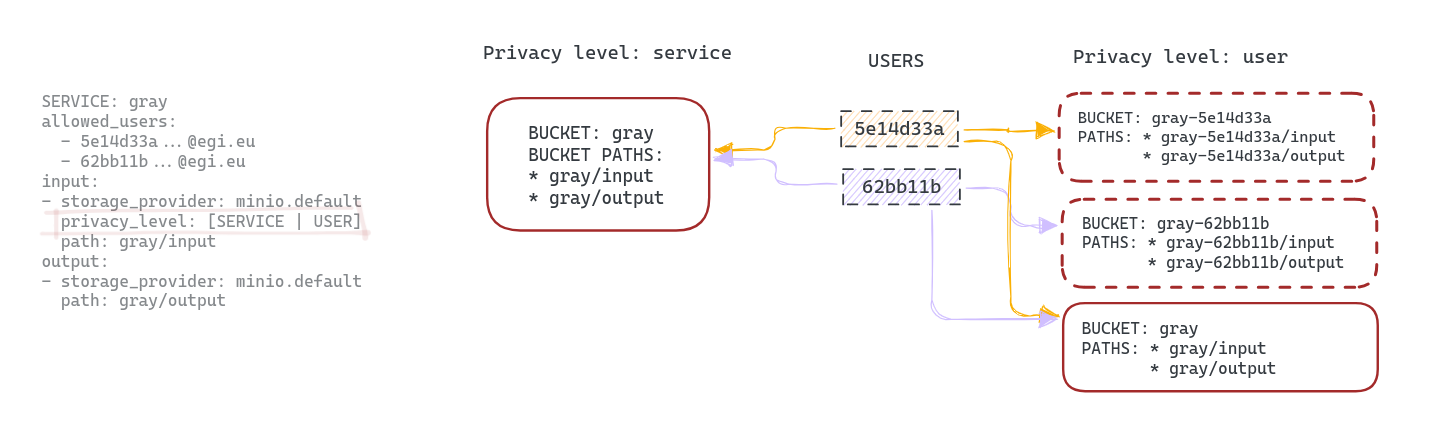 SERVICE: gray
allowed_users:
  - 5e14d33a...@egi.eu
  - 62bb11b...@egi.eu
input:
- storage_provider: minio.default
  privacy_level: [SERVICE | USER]
  path: gray/input
output:
- storage_provider: minio.default
  path: gray/output
Privacy level: service
BUCKET: gray
BUCKET PATHS:
* gray/input
* gray/output
USERS
5e14d33a
62bb11b
Privacy level: user
BUCKET: gray-5e14d33a
PATHS: * gray-5e14d33a/input
* gray-5e14d33a/output
BUCKET: gray-62bb11b
PATHS: * gray-62bb11b/input
* gray-62bb11b/output
BUCKET: gray
PATHS: * gray/input
* gray/output